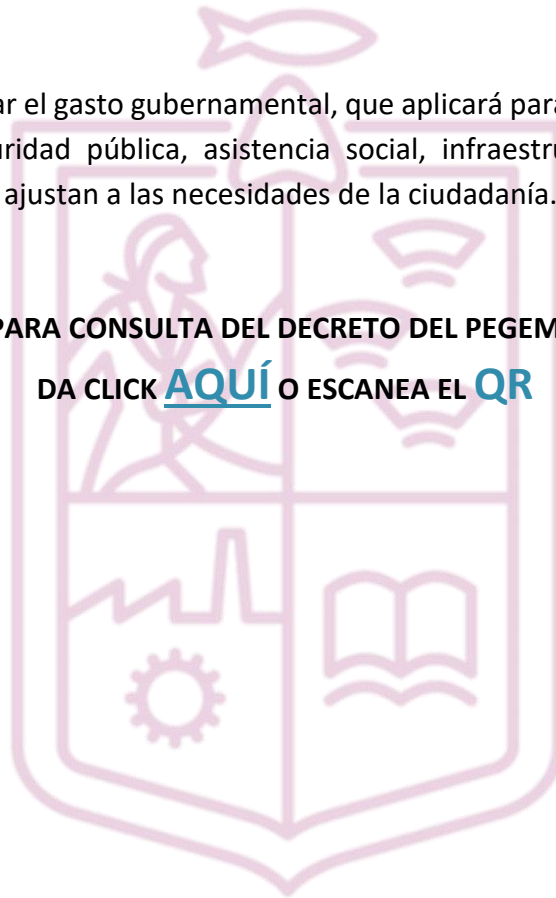 ar el gasto gubernamental, que aplicará para
uridad pública, asistencia social, infraestru
ajustan a las necesidades de la ciudadanía.
PARA CONSULTA DEL DECRETO DEL PEGEM
DA CLICK AQUÍ O ESCANEA EL QR